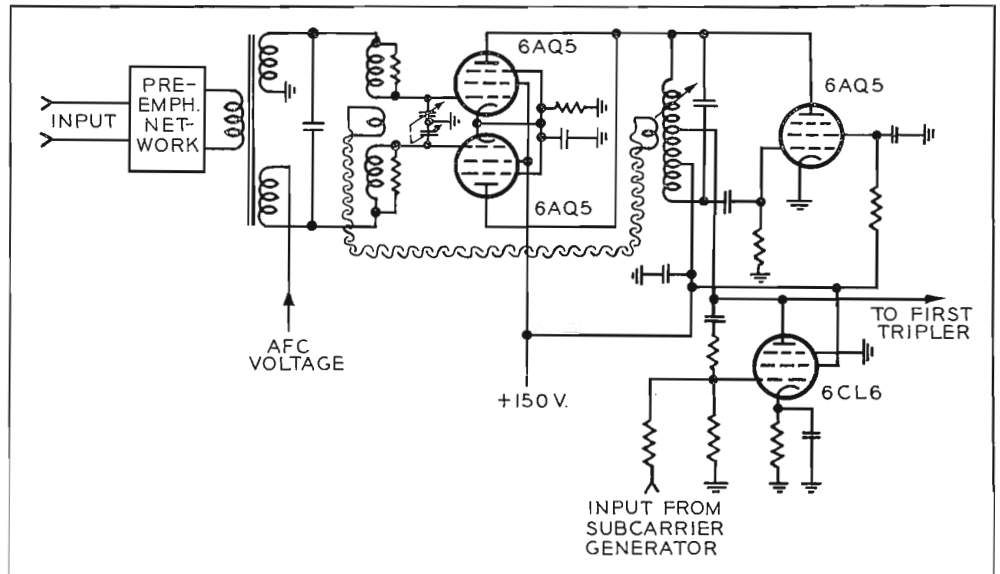 6AQ5
6AQ5
PRE-
EMPH.
NET-
WORK
INPUT
6AQ5
AFC
VOLTAGE
+150 V.
TO FIRST
TRIPLER
6CL6
INPUT FROM
SUBCARRIER
GENERATOR